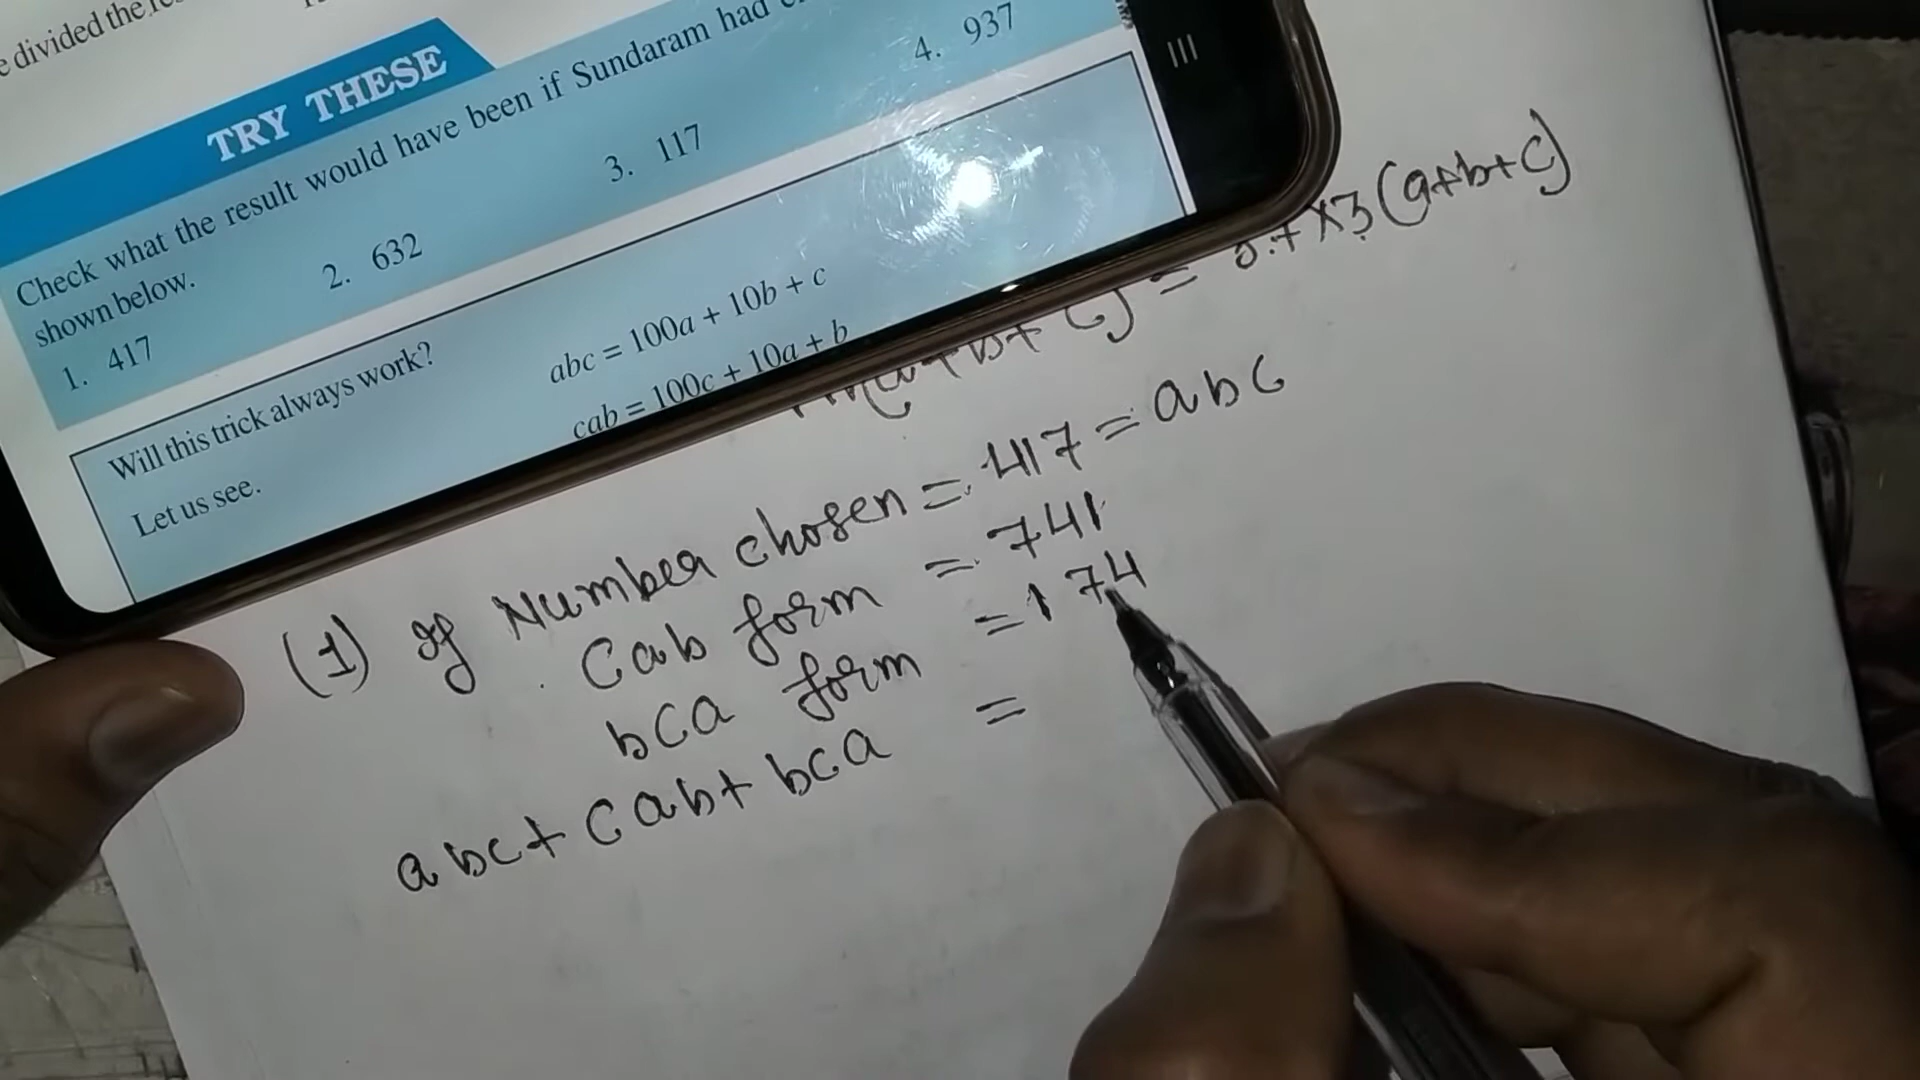 e divided the
TRY THESE
Check what the result would have been if Sundaram had
shown below.
1. 417 2. 632 3. 117 4. 937
Will this trick always work?
Let us see.
abc = 100a + 10b + c
cab = 100c + 10a + b
×3 (a+b+c)
(1) If Number chosen = 417 = abc
Cab form = 741
bca form = 174
abc + cab + bca =